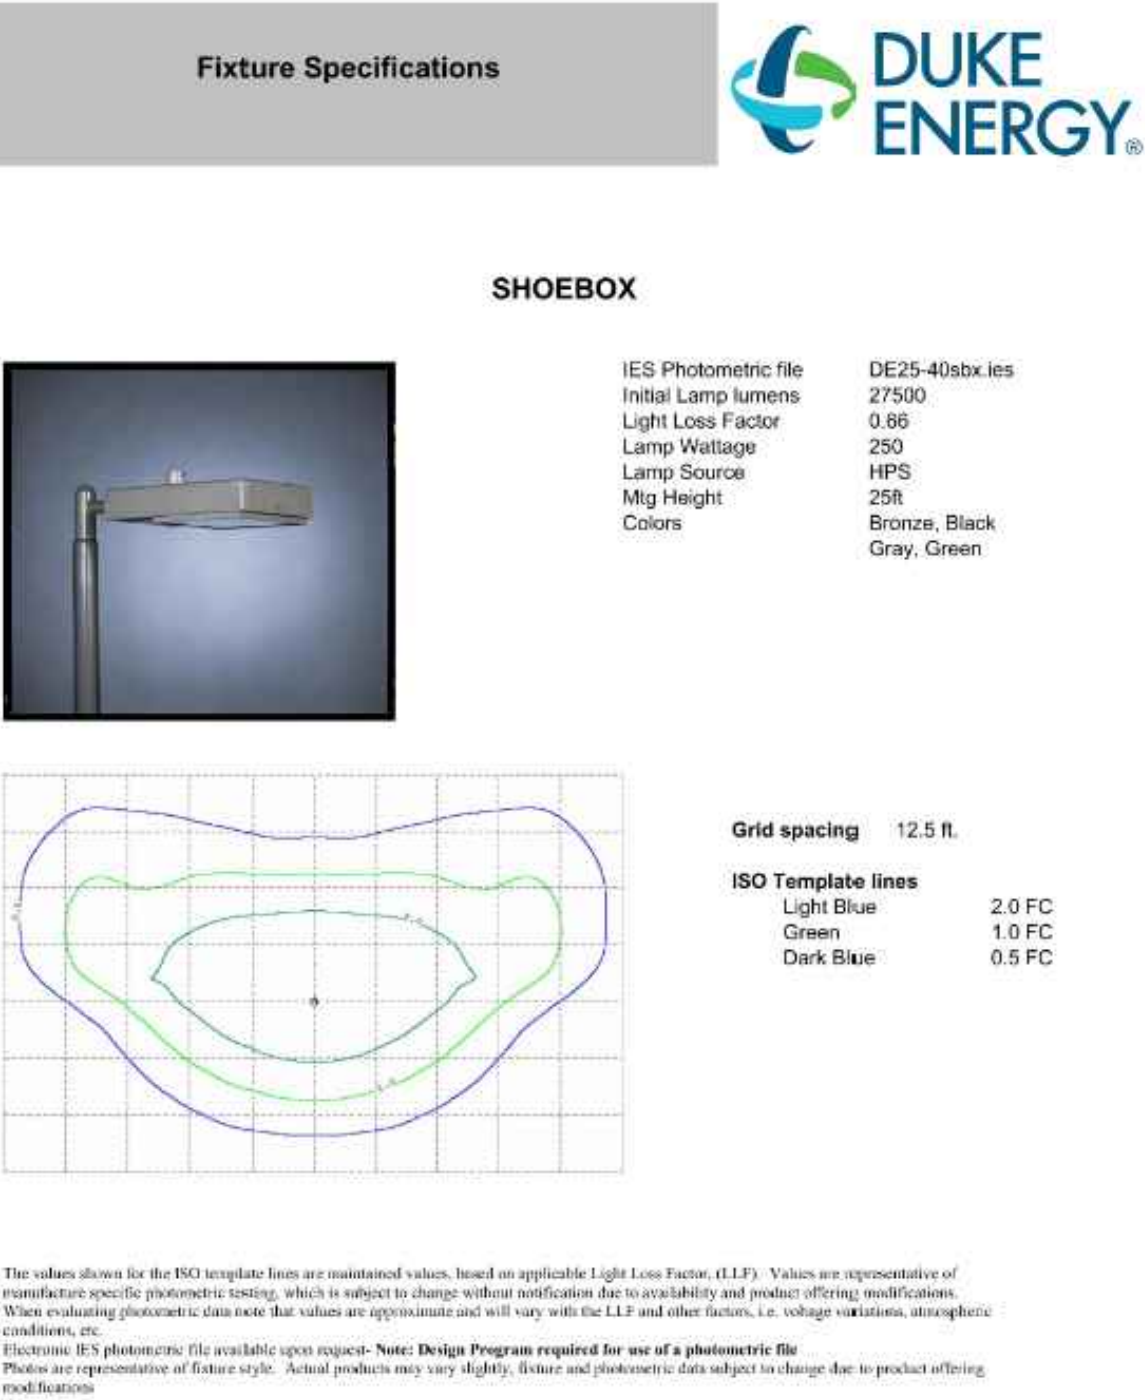 Fixture Specifications
DUKE
ENERGY®
SHOEBOX
IES Photometric file DE25-40sbx.ies
Initial Lamp lumens 27500
Light Loss Factor 0.66
Lamp Wattage 250
Lamp Source HPS
Mtg Height 25ft
Colors Bronze, Black
Gray, Green
Grid spacing 12.5 ft.
ISO Template lines
Light Blue 2.0 FC
Green 1.0 FC
Dark Blue 0.5 FC
The values shown for the ISO template lines are maintained values, based on applicable Light Loss Factor, (LLF). Values are representative of
manufacture specific photometric testing, which is subject to change without notification due to availability and product offering modifications.
When evaluating photometric data note that values are approximate and will vary with the LLF and other factors, i.e. voltage variations, atmospheric
conditions, etc.
Electronic IES photometric file available upon request- Note: Design Program required for use of a photometric file
Photos are representative of fixture style. Actual products may vary slightly, fixture and photometric data subject to change due to product offering
modifications